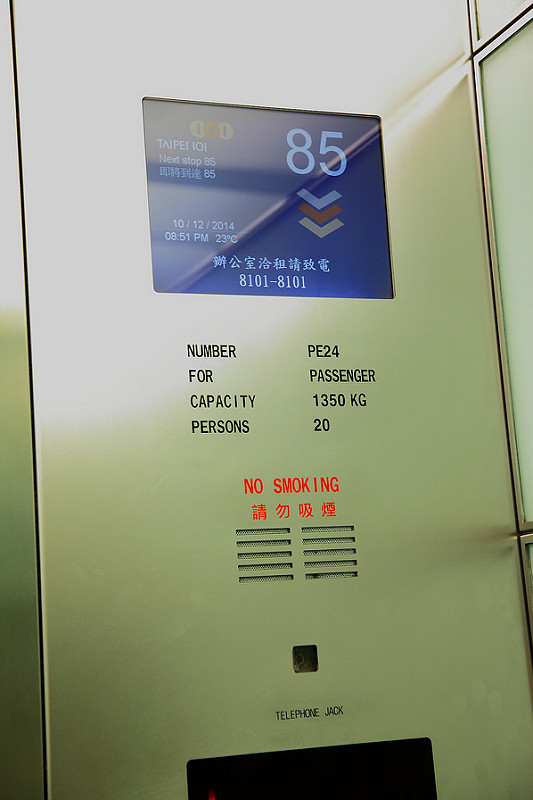 101
TAIPEI 101
85
Next stop 85
即將到達 85
10 / 12 / 2014
08:51 PM 23°C
辦公室洽租請致電
8101-8101
NUMBER PE24
FOR PASSENGER
CAPACITY 1350 KG
PERSONS 20
NO SMOKING
請勿吸煙
TELEPHONE JACK